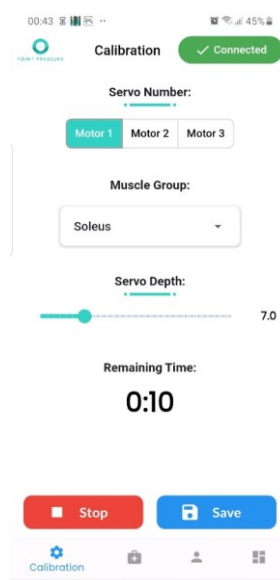 00:43
45%
Calibration
Connected
POINT PRESSURE
Servo Number:
Motor 1
Motor 2
Motor 3
Muscle Group:
Soleus
Servo Depth:
7.0
Remaining Time:
0:10
Stop
Save
Calibration